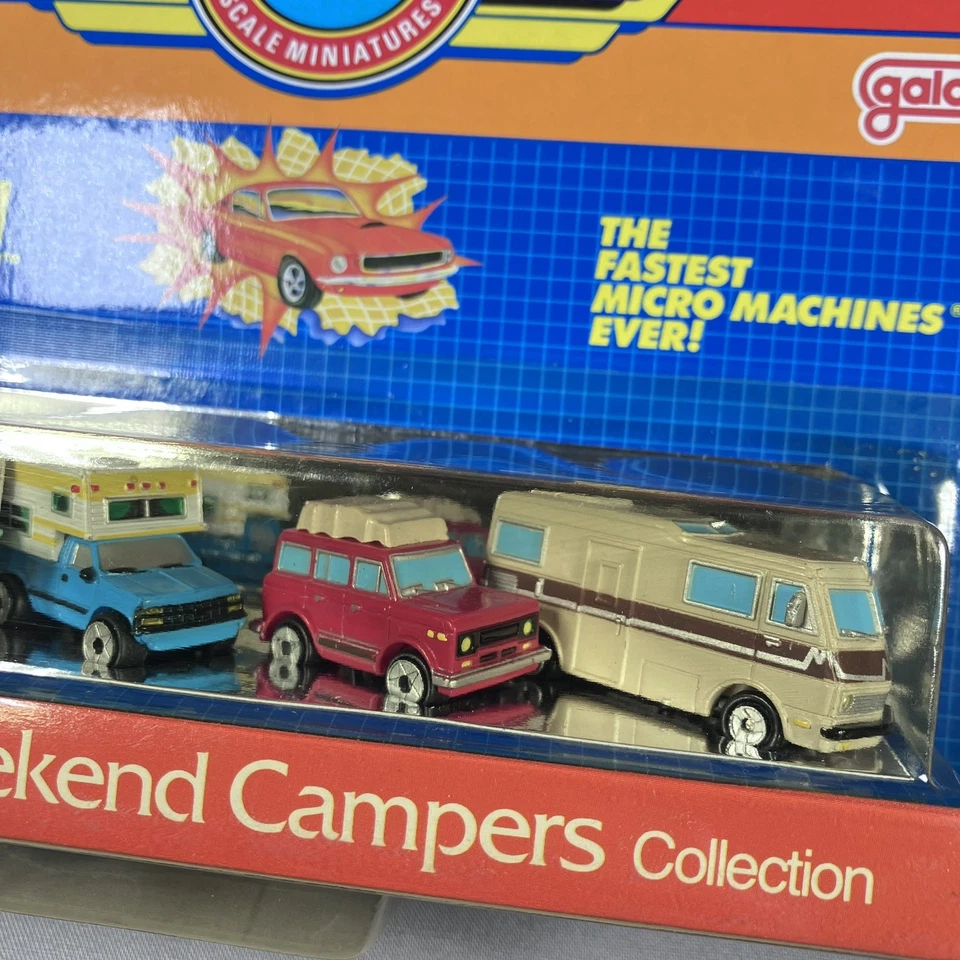 SCALE MINIATURES
galo
THE
FASTEST
MICRO MACHINES®
EVER!
ekend Campers Collection